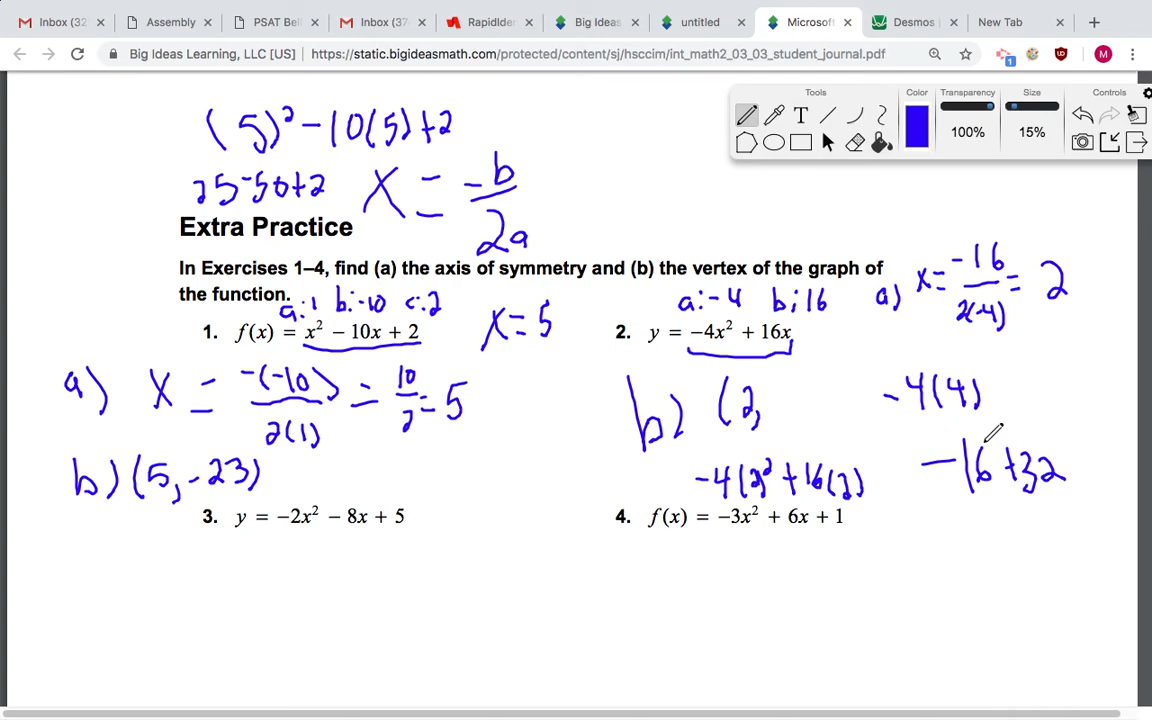 Inbox (32
Assembly
PSAT Bel
Inbox (37
RapidIder
Big Ideas
untitled
Microsof
Desmos |
New Tab
Big Ideas Learning, LLC [US] | https://static.bigideasmath.com/protected/content/sj/hsccim/int_math2_03_03_student_journal.pdf
Tools
Color
Transparency
Size
Controls
100%
15%
(5)² - 10(5) + 2
25 - 50 + 2
x = -b/2a
Extra Practice
In Exercises 1–4, find (a) the axis of symmetry and (b) the vertex of the graph of
the function.
a: 1 b: -10 c: 2
1. f(x) = x² − 10x + 2
x = 5
a) x = -(-10)/2(1) = 10/2 = 5
b) (5, -23)
a: -4 b: 16
2. y = −4x² + 16x
a) x = -16/2(-4) = 2
b) (2,
-4(4)
-4(2)² + 16(2)
-16 + 32
3. y = −2x² − 8x + 5
4. f(x) = −3x² + 6x + 1